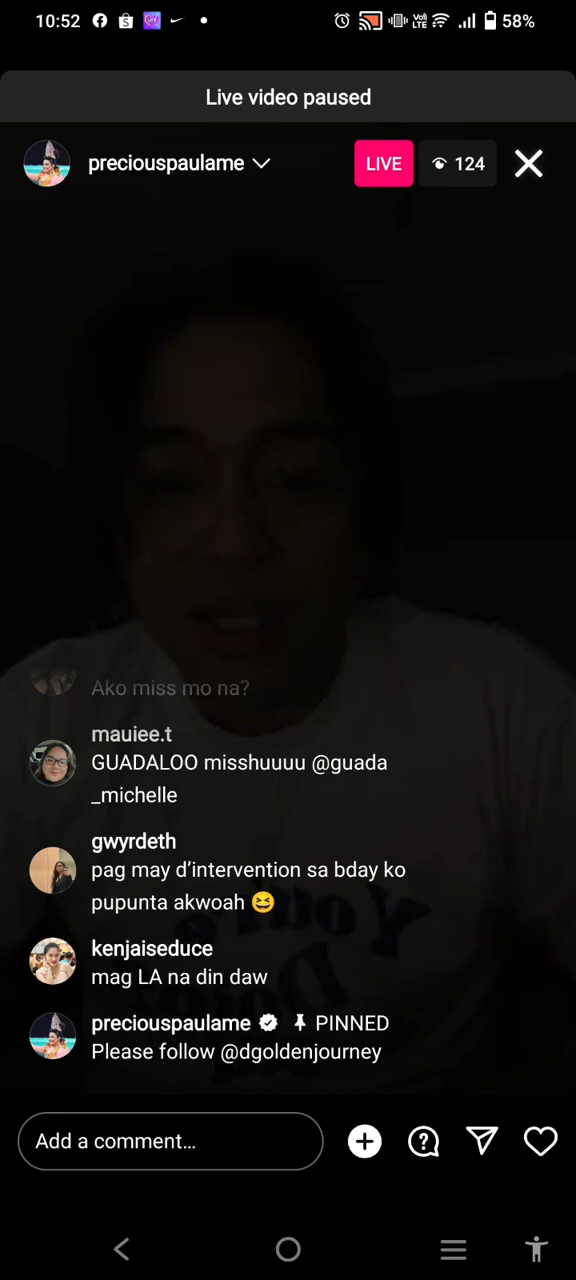 10:52
VoD LTE
58%
Live video paused
preciouspaulame
LIVE
124
Ako miss mo na?
mauiee.t
GUADALOO misshuuuu @guada
_michelle
gwyrdeth
pag may d’intervention sa bday ko
pupunta akwoah 😆
kenjaiseduce
mag LA na din daw
preciouspaulame PINNED
Please follow @dgoldenjourney
Add a comment…